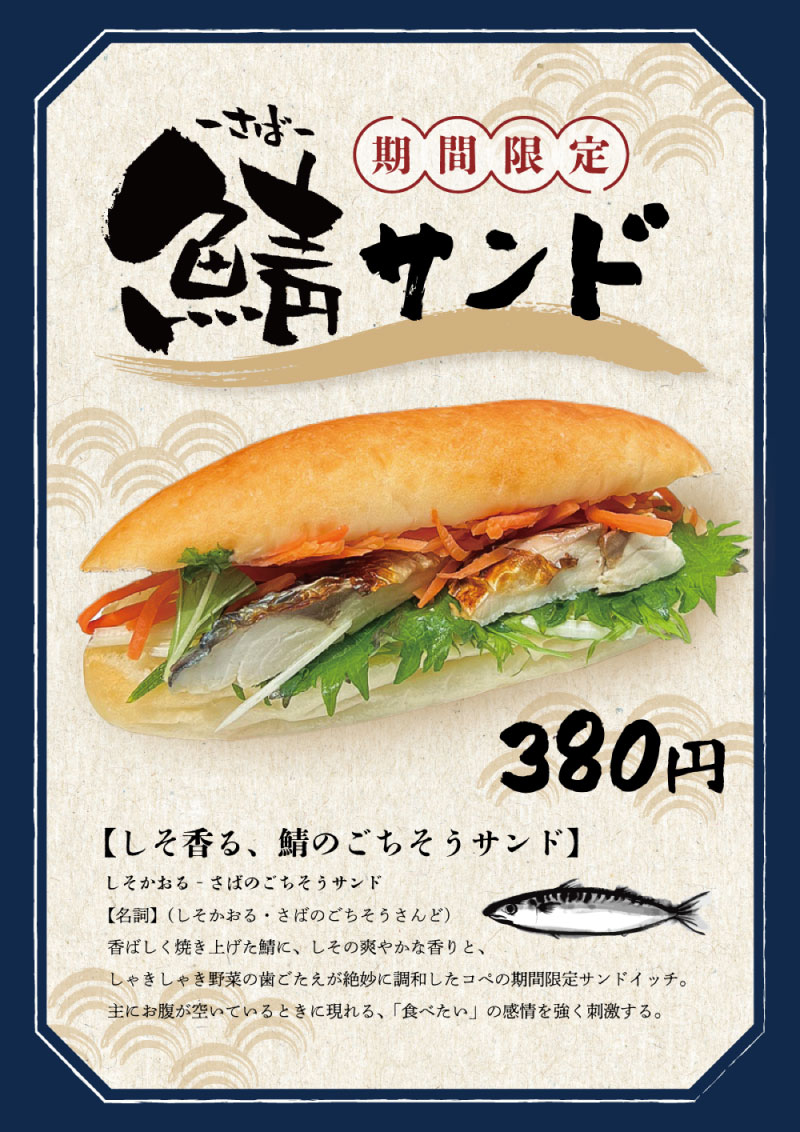 -さば-
期間限定
鯖サンド
380円
【しそ香る、鯖のごちそうサンド】
しそかおる - さばのごちそうサンド
【名詞】（しそかおる・さばのごちそうさんど）
香ばしく焼き上げた鯖に、しその爽やかな香りと、
しゃきしゃき野菜の歯ごたえが絶妙に調和したコペの期間限定サンドイッチ。
主にお腹が空いているときに現れる、「食べたい」の感情を強く刺激する。